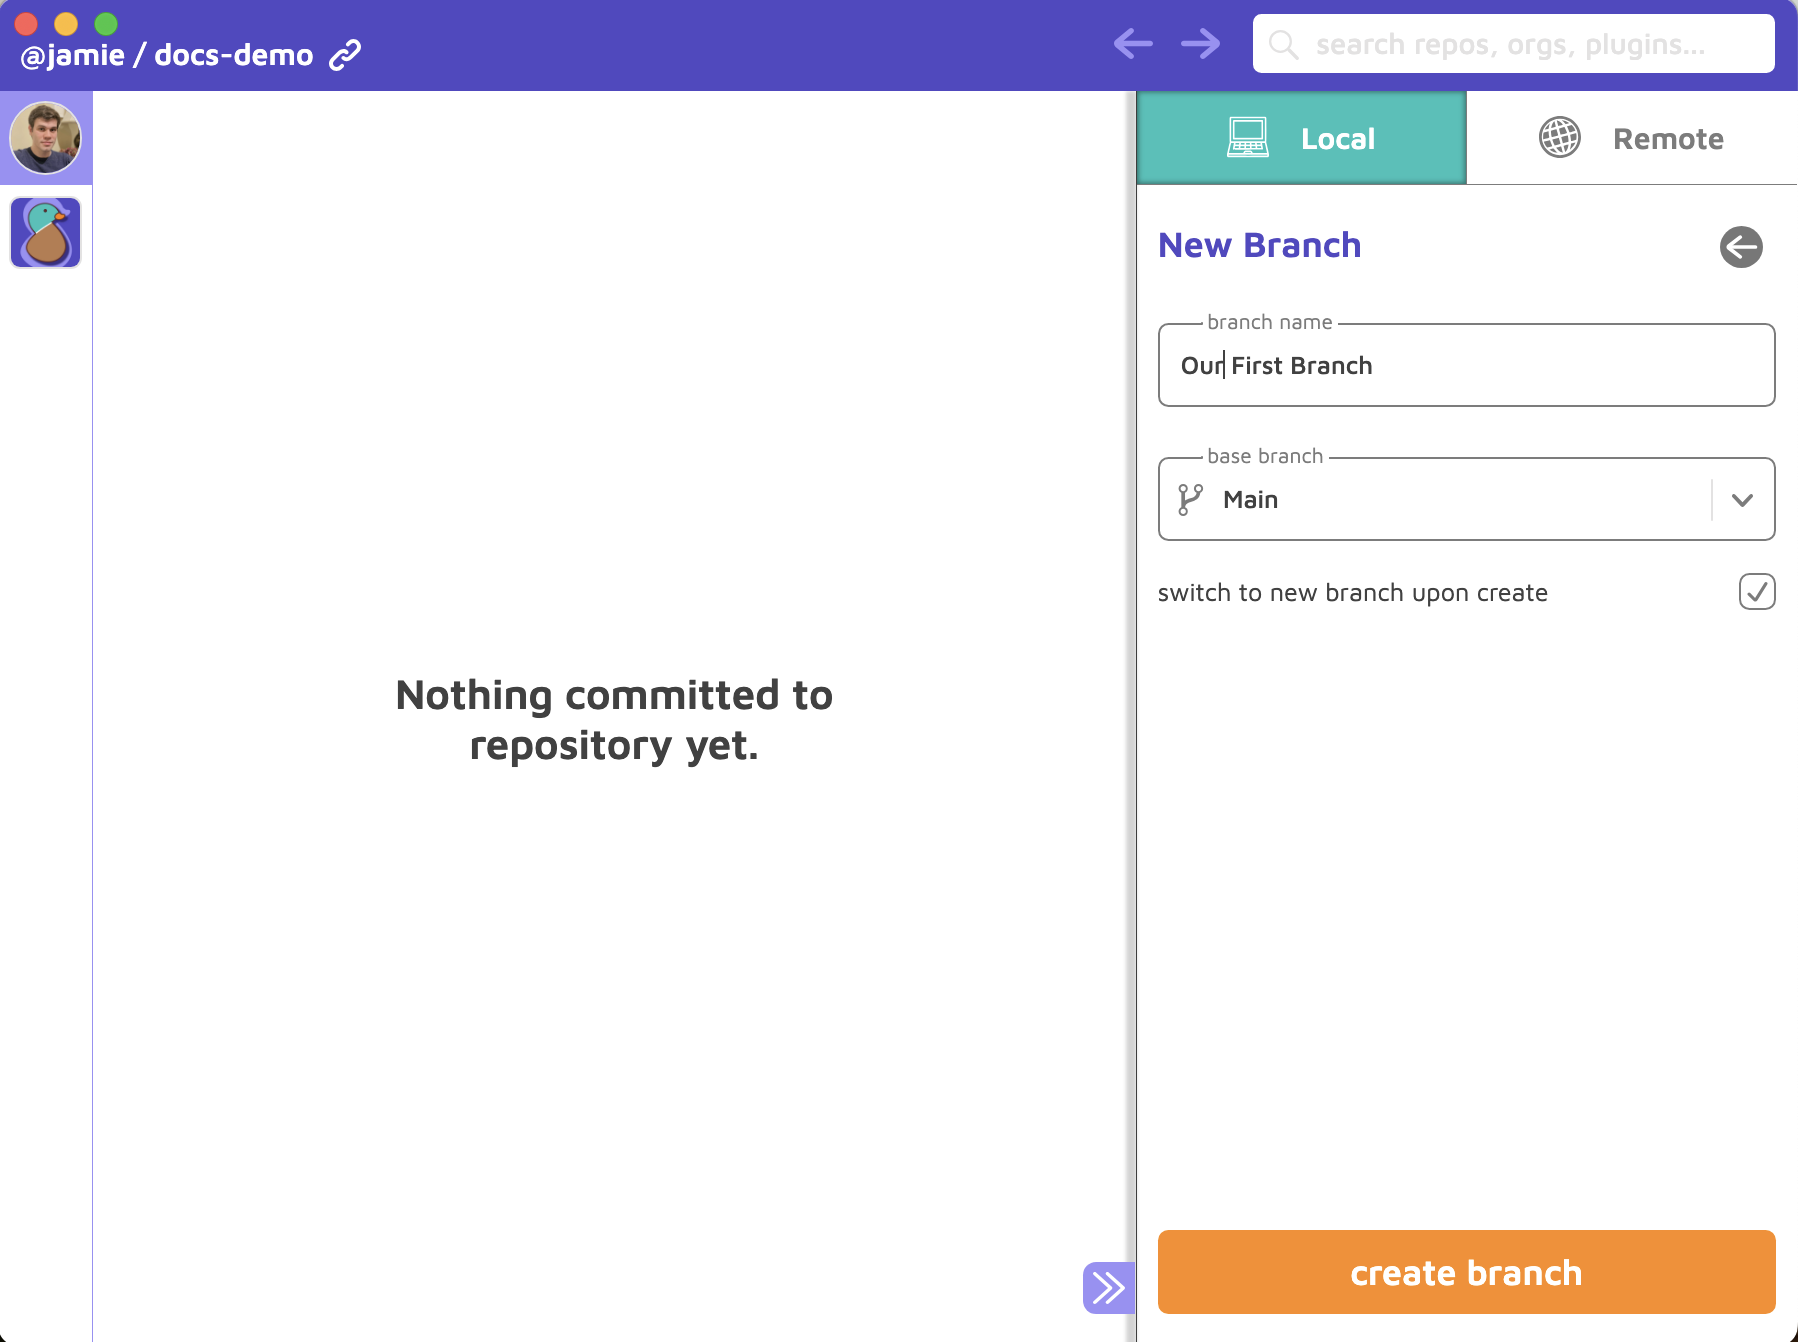 @jamie / docs-demo
search repos, orgs, plugins...
Local
Remote
New Branch
branch name
Our First Branch
base branch
Main
switch to new branch upon create
Nothing committed to
repository yet.
create branch